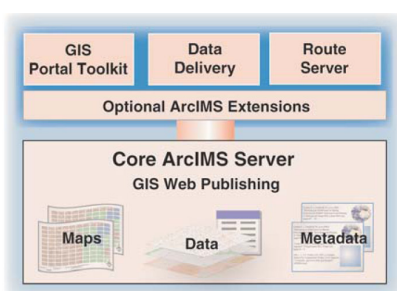 GIS
Portal Toolkit
Data
Delivery
Route
Server
Optional ArcIMS Extensions
Core ArcIMS Server
GIS Web Publishing
Maps
Data
Metadata